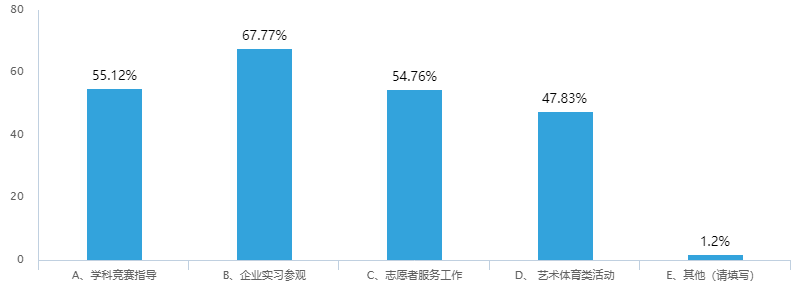 80
67.77%
60
55.12%
54.76%
47.83%
40
20
1.2%
0
A、学科竞赛指导
B、企业实习参观
C、志愿者服务工作
D、 艺术体育类活动
E、其他（请填写）